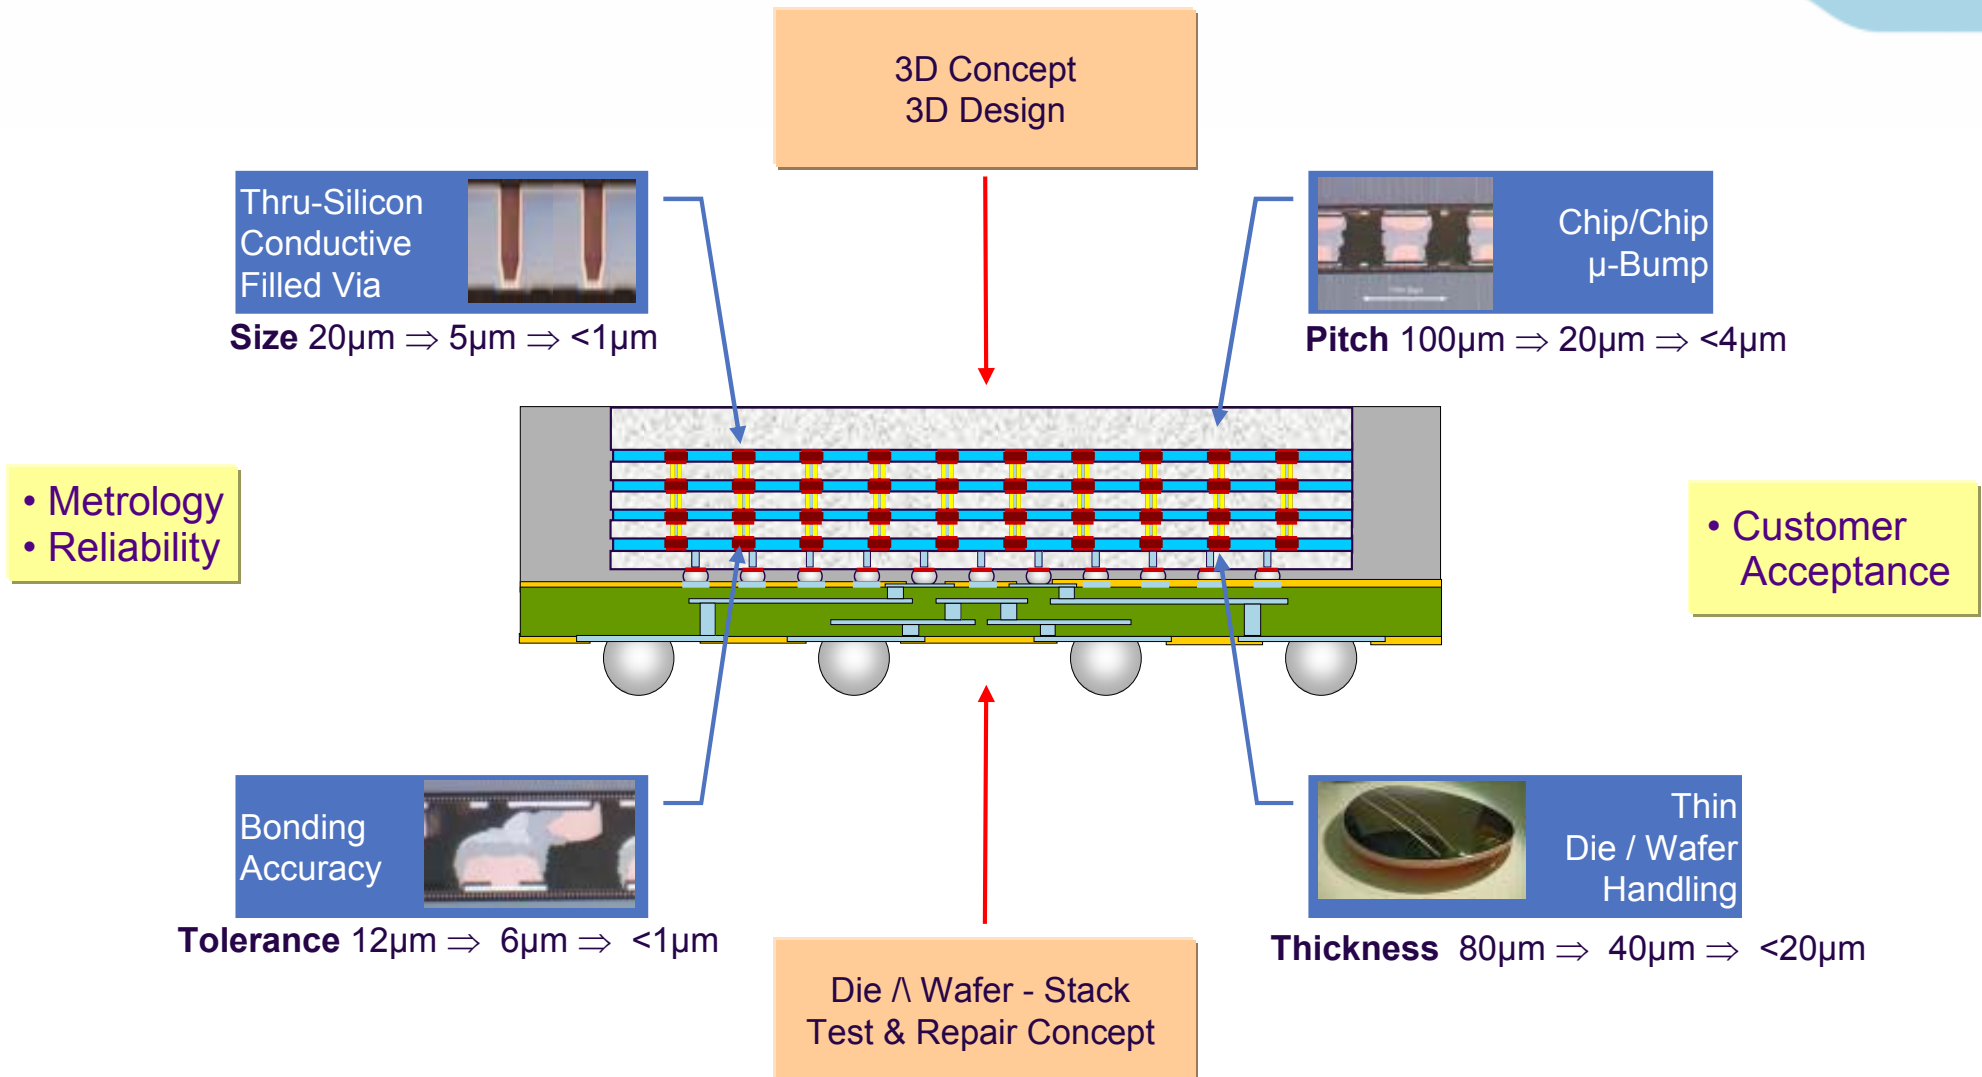 3D Concept
3D Design
Thru-Silicon
Conductive
Filled Via
Size 20µm ⇒ 5µm ⇒ <1µm
Chip/Chip
µ-Bump
Pitch 100µm ⇒ 20µm ⇒ <4µm
• Metrology
• Reliability
• Customer
Acceptance
Bonding
Accuracy
Tolerance 12µm ⇒ 6µm ⇒ <1µm
Thin
Die / Wafer
Handling
Thickness 80µm ⇒ 40µm ⇒ <20µm
Die /\ Wafer - Stack
Test & Repair Concept